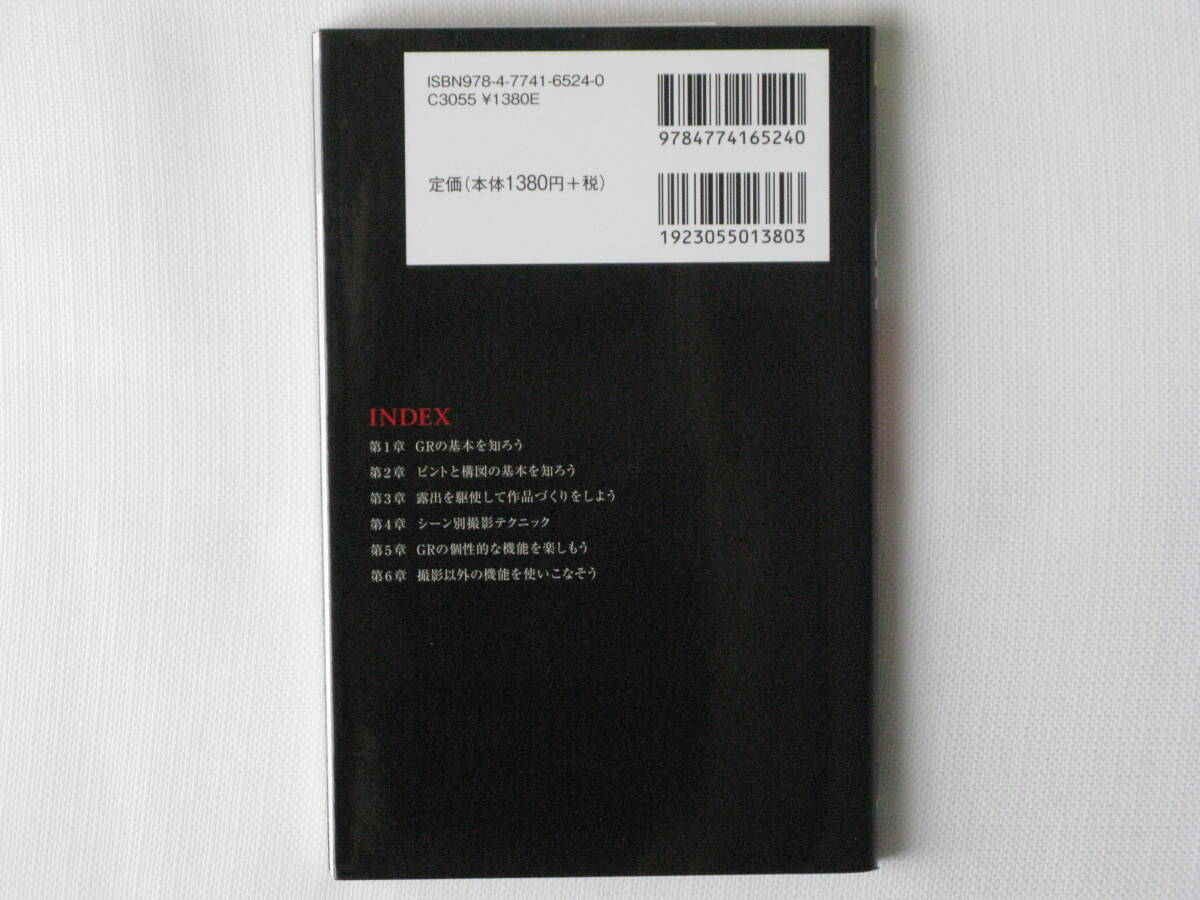 ISBN978-4-7741-6524-0
C3055 ¥1380E
9784774165240
定価(本体1380円+税)
1923055013803
INDEX
第1章 GRの基本を知ろう
第2章 ピントと構図の基本を知ろう
第3章 露出を駆使して作品づくりをしよう
第4章 シーン別撮影テクニック
第5章 GRの個性的な機能を楽しもう
第6章 撮影以外の機能を使いこなそう